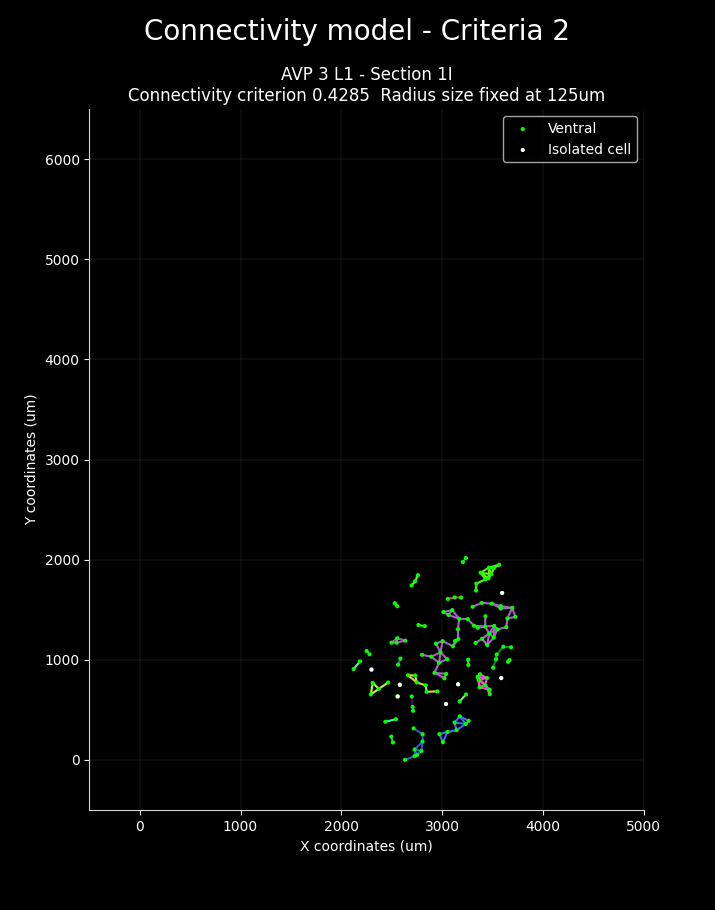 Connectivity model - Criteria 2
AVP 3 L1 - Section 1I
Connectivity criterion 0.4285  Radius size fixed at 125um
Ventral
Isolated cell
6000
5000
4000
3000
2000
1000
0
Y coordinates (um)
0 1000 2000 3000 4000 5000
X coordinates (um)